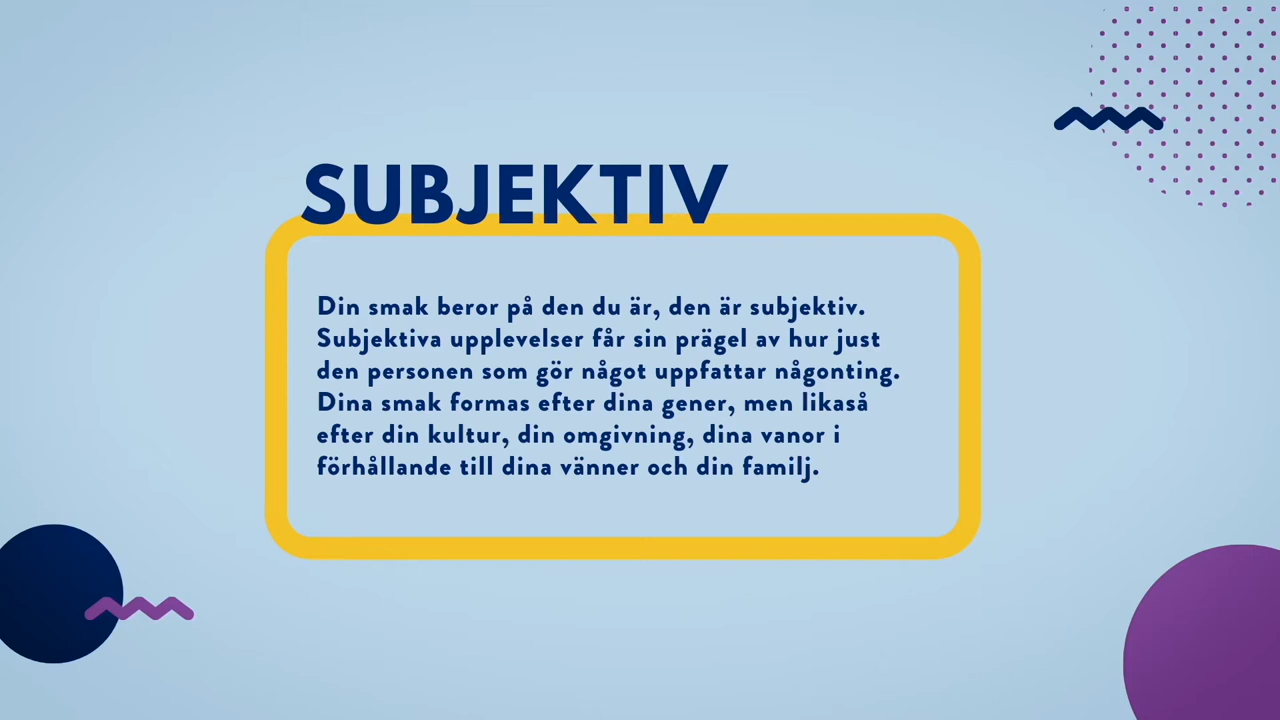 SUBJEKTIV
Din smak beror på den du är, den är subjektiv.
Subjektiva upplevelser får sin prägel av hur just
den personen som gör något uppfattar någonting.
Dina smak formas efter dina gener, men likaså
efter din kultur, din omgivning, dina vanor i
förhållande till dina vänner och din familj.